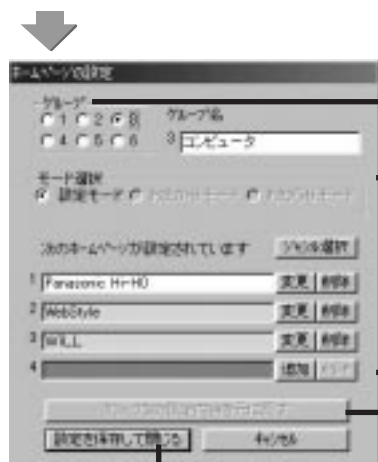 ホームページの設定
グループ
1 2 3 グループ名
4 5 6 3 コンピュータ
モード選択
設定モード
次のホームページが設定されています ジャンル選択
1 Panasonic Hi-HO 変更 削除
2 WebStyle 変更 削除
3 WILL 変更 削除
4 追加
設定を保存して閉じる キャンセル